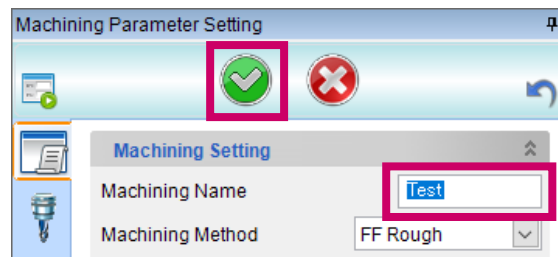 Machining Parameter Setting
Machining Setting
Machining Name Test
Machining Method FF Rough